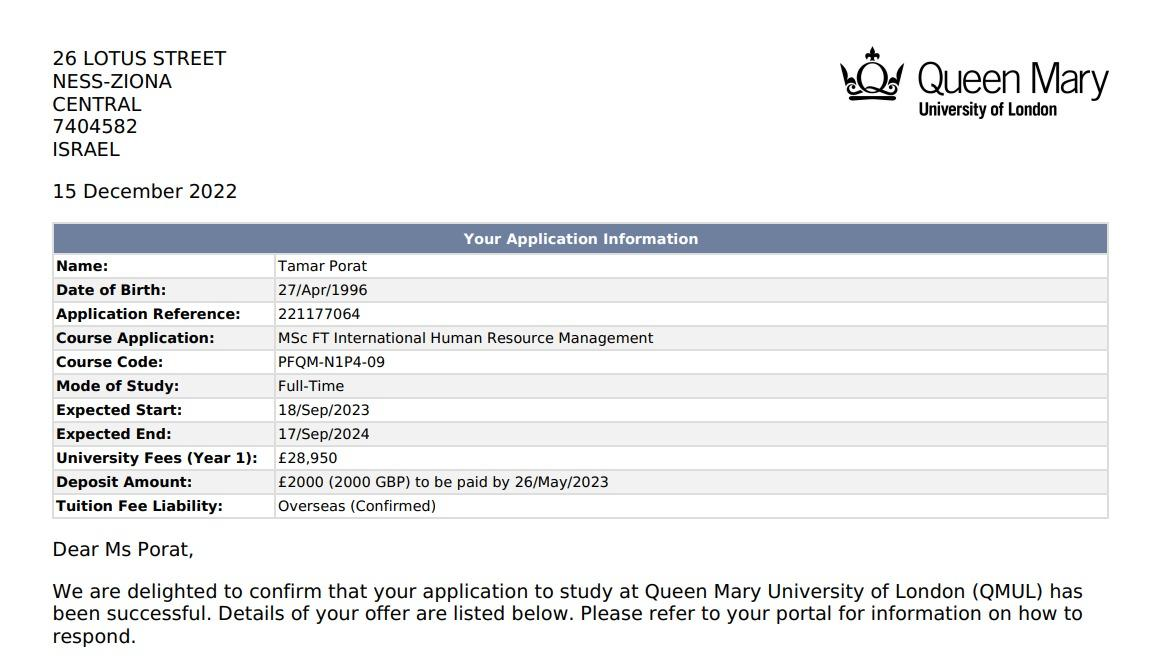 26 LOTUS STREET
NESS-ZIONA
CENTRAL
7404582
ISRAEL
Queen Mary
University of London
15 December 2022
Your Application Information
Name: Tamar Porat
Date of Birth: 27/Apr/1996
Application Reference: 221177064
Course Application: MSc FT International Human Resource Management
Course Code: PFQM-N1P4-09
Mode of Study: Full-Time
Expected Start: 18/Sep/2023
Expected End: 17/Sep/2024
University Fees (Year 1): £28,950
Deposit Amount: £2000 (2000 GBP) to be paid by 26/May/2023
Tuition Fee Liability: Overseas (Confirmed)
Dear Ms Porat,
We are delighted to confirm that your application to study at Queen Mary University of London (QMUL) has
been successful. Details of your offer are listed below. Please refer to your portal for information on how to
respond.